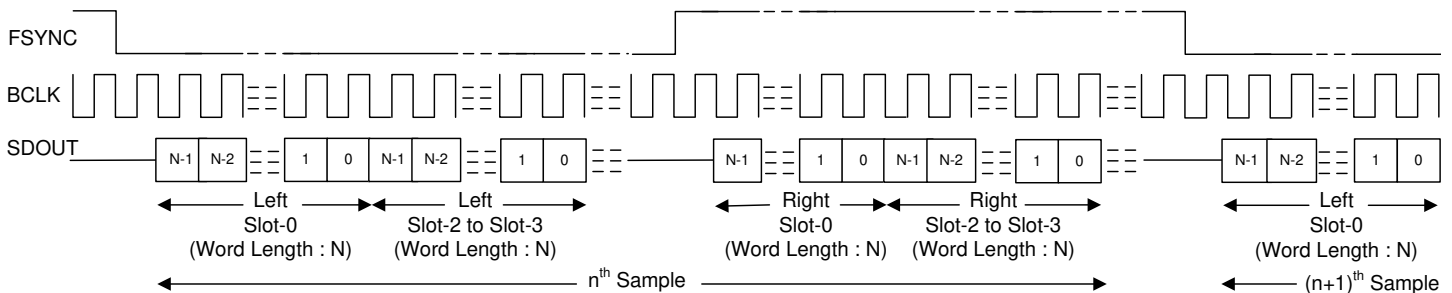 FSYNC
BCLK
SDOUT
N-1 N-2 1 0 N-1 N-2 1 0 N-1 1 0 N-1 N-2 1 0 N-1 N-2 1 0
Left Left Right Right Left
Slot-0 Slot-2 to Slot-3 Slot-0 Slot-2 to Slot-3 Slot-0
(Word Length : N) (Word Length : N) (Word Length : N) (Word Length : N) (Word Length : N)
nth Sample (n+1)th Sample